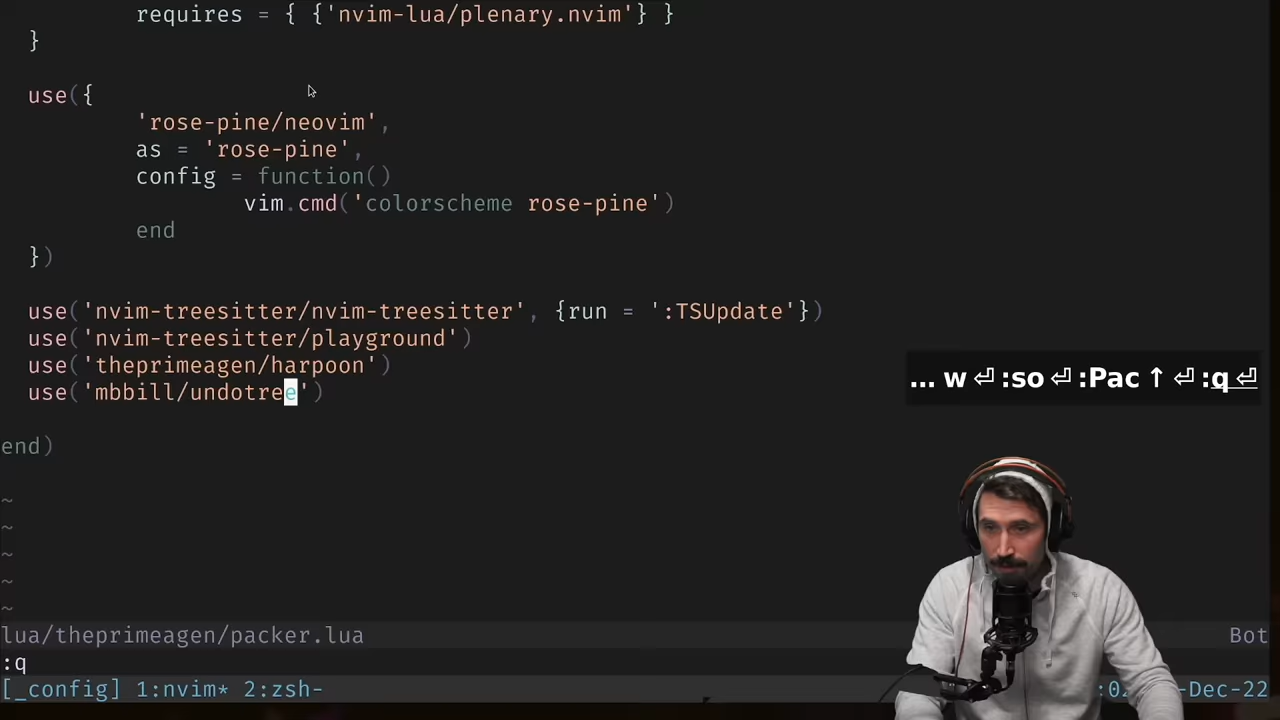 requires = { {'nvim-lua/plenary.nvim'} }
}
use({
'rose-pine/neovim',
as = 'rose-pine',
config = function()
vim.cmd('colorscheme rose-pine')
end
})
use('nvim-treesitter/nvim-treesitter', {run = ':TSUpdate'})
use('nvim-treesitter/playground')
use('theprimeagen/harpoon')
use('mbbill/undotree')
... w⏎:so⏎:Pac↑⏎:q⏎
end)
~
~
~
~
~
lua/theprimeagen/packer.lua Bot
:q
[_config] 1:nvim* 2:zsh- -Dec-22